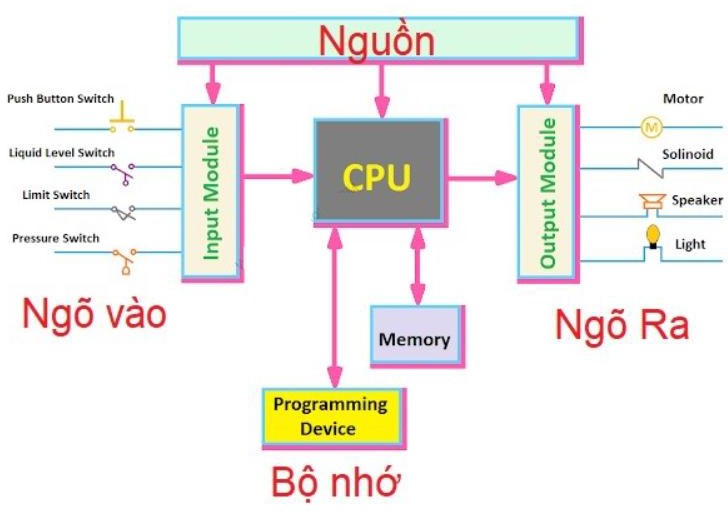 Nguồn
Push Button Switch
Liquid Level Switch
Limit Switch
Pressure Switch
Input Module
CPU
Output Module
Motor
M
Solinoid
Speaker
Light
Ngõ vào
Ngõ Ra
Memory
Programming
Device
Bộ nhớ